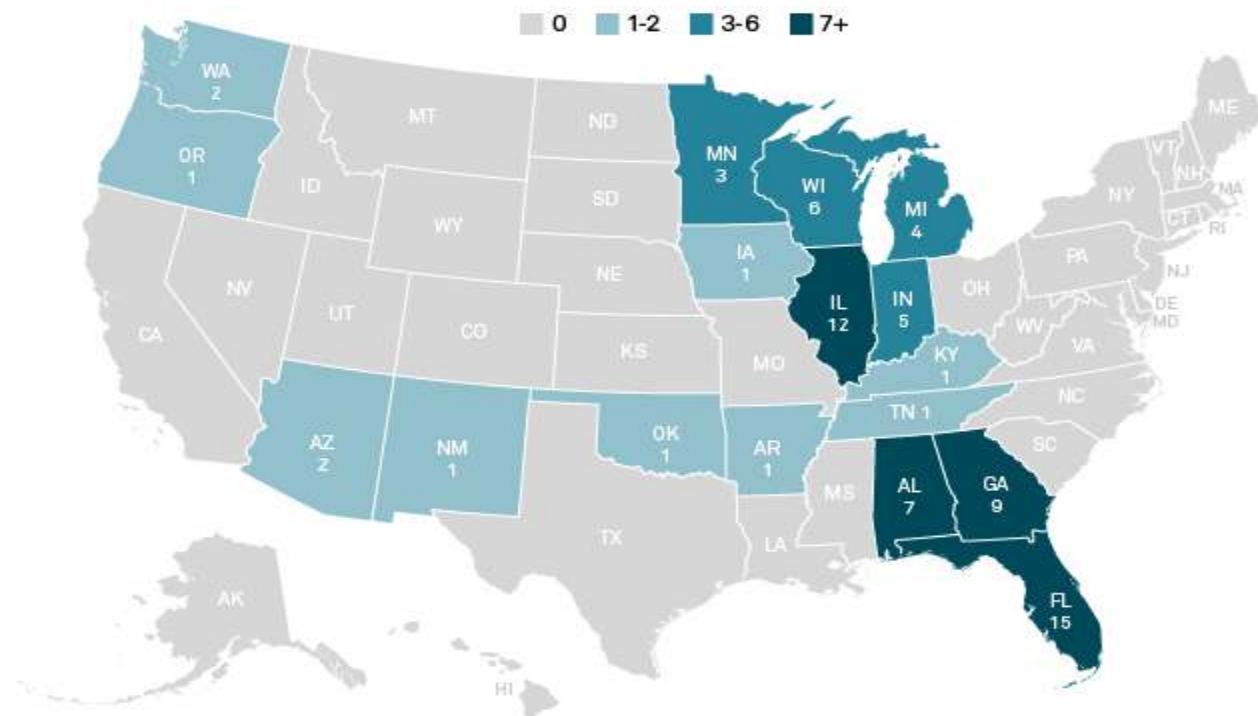 0 1-2 3-6 7+
WA
2
OR
1
MT
ID
WY
ND
SD
NE
MN
3
WI
6
MI
4
IA
1
IL
12
IN
5
OH
PA
NY
VT
NH
ME
MA
CT
RI
NJ
DE
MD
WV
VA
KY
1
NC
TN 1
SC
CA
NV
UT
CO
KS
MO
AZ
2
NM
1
OK
1
AR
1
TX
LA
MS
AL
7
GA
9
FL
15
AK
HI